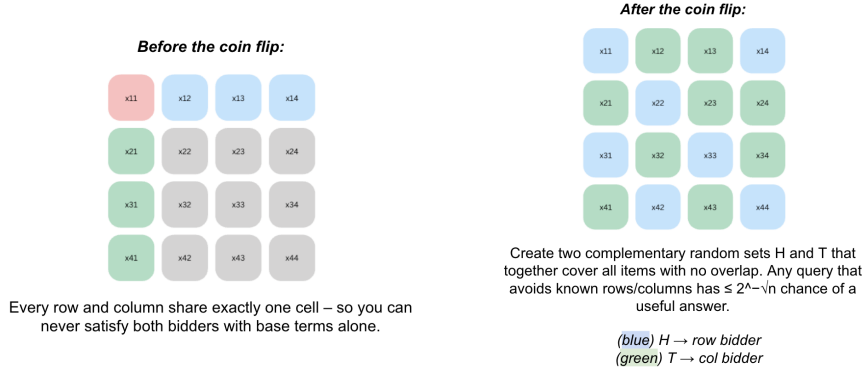 Before the coin flip:
x11 x12 x13 x14
x21 x22 x23 x24
x31 x32 x33 x34
x41 x42 x43 x44
Every row and column share exactly one cell – so you can
never satisfy both bidders with base terms alone.
After the coin flip:
x11 x12 x13 x14
x21 x22 x23 x24
x31 x32 x33 x34
x41 x42 x43 x44
Create two complementary random sets H and T that
together cover all items with no overlap. Any query that
avoids known rows/columns has ≤ 2^−√n chance of a
useful answer.
(blue) H → row bidder
(green) T → col bidder